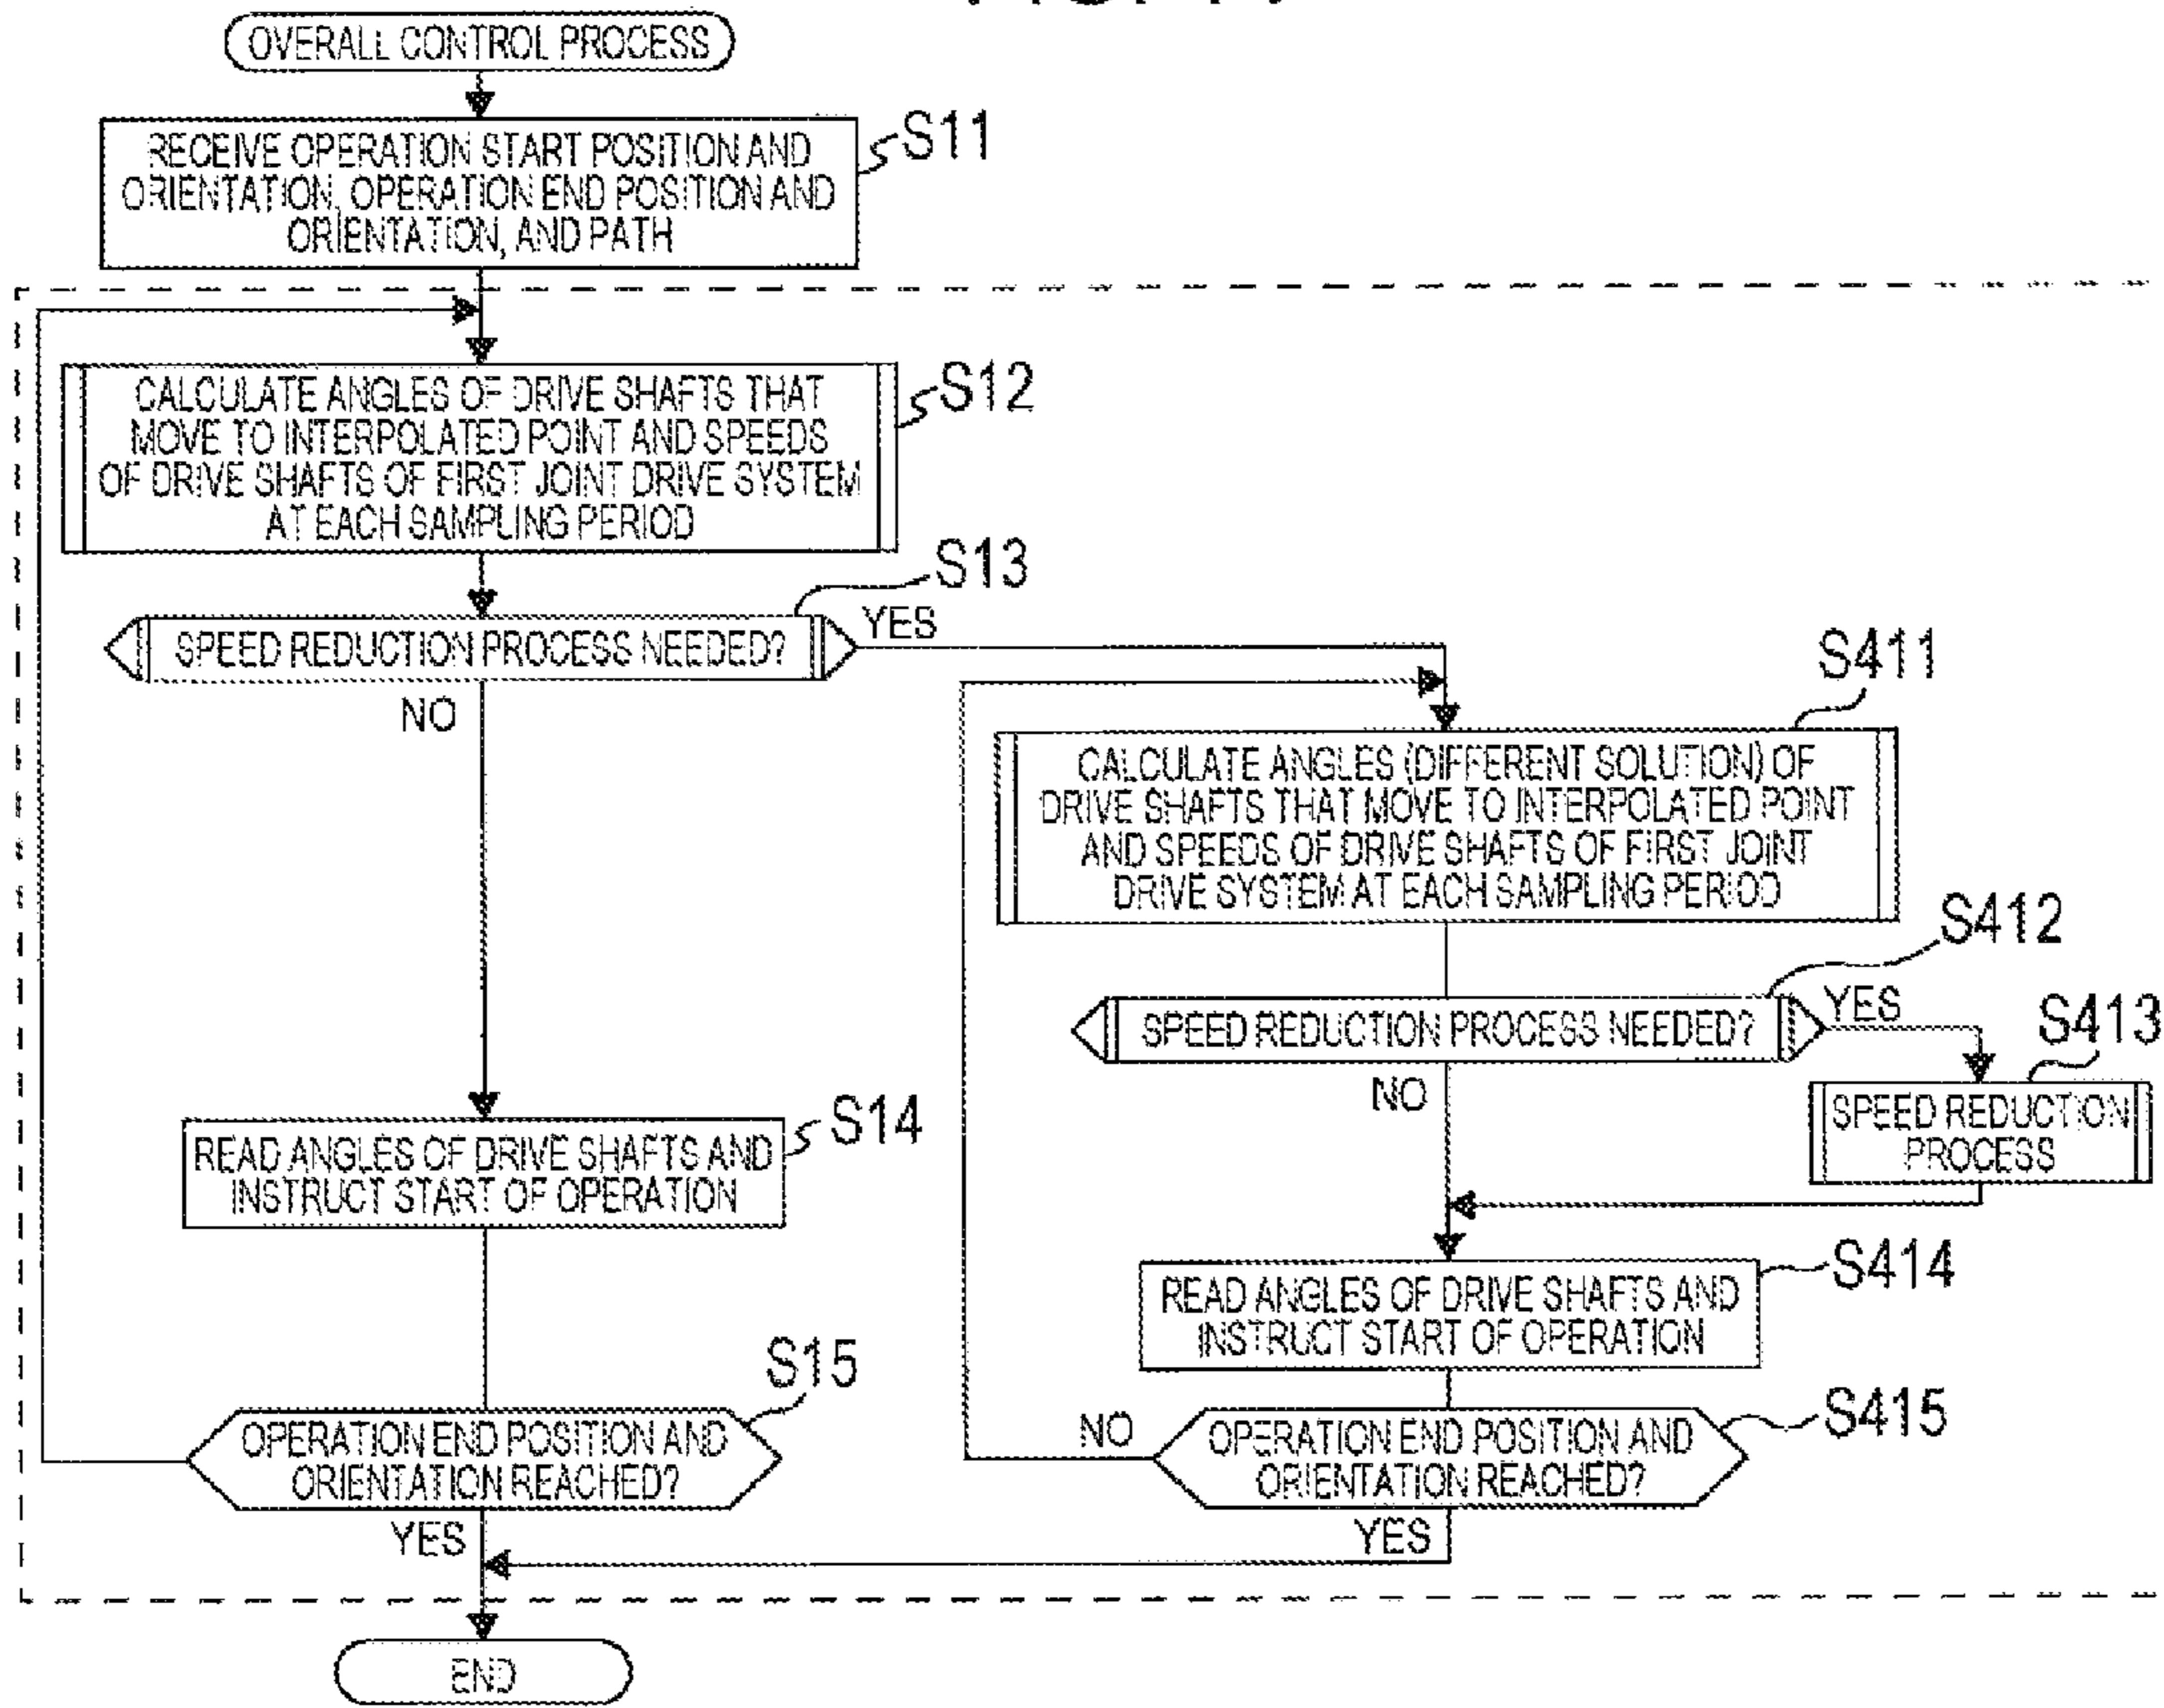 OVERALL CONTROL PROCESS
RECEIVE OPERATION START POSITION AND
ORIENTATION, OPERATION END POSITION AND
ORIENTATION, AND PATH
S11
CALCULATE ANGLES OF DRIVE SHAFTS THAT
MOVE TO INTERPOLATED POINT AND SPEEDS
OF DRIVE SHAFTS OF FIRST JOINT DRIVE SYSTEM
AT EACH SAMPLING PERIOD
S12
S13
SPEED REDUCTION PROCESS NEEDED?
YES
NO
S411
CALCULATE ANGLES (DIFFERENT SOLUTION) OF
DRIVE SHAFTS THAT MOVE TO INTERPOLATED POINT
AND SPEEDS OF DRIVE SHAFTS OF FIRST JOINT
DRIVE SYSTEM AT EACH SAMPLING PERIOD
S412
SPEED REDUCTION PROCESS NEEDED?
YES
NO
S413
SPEED REDUCTION
PROCESS
READ ANGLES OF DRIVE SHAFTS AND
INSTRUCT START OF OPERATION
S14
READ ANGLES OF DRIVE SHAFTS AND
INSTRUCT START OF OPERATION
S414
S15
OPERATION END POSITION AND
ORIENTATION REACHED?
YES
NO
OPERATION END POSITION AND
ORIENTATION REACHED?
S415
YES
END